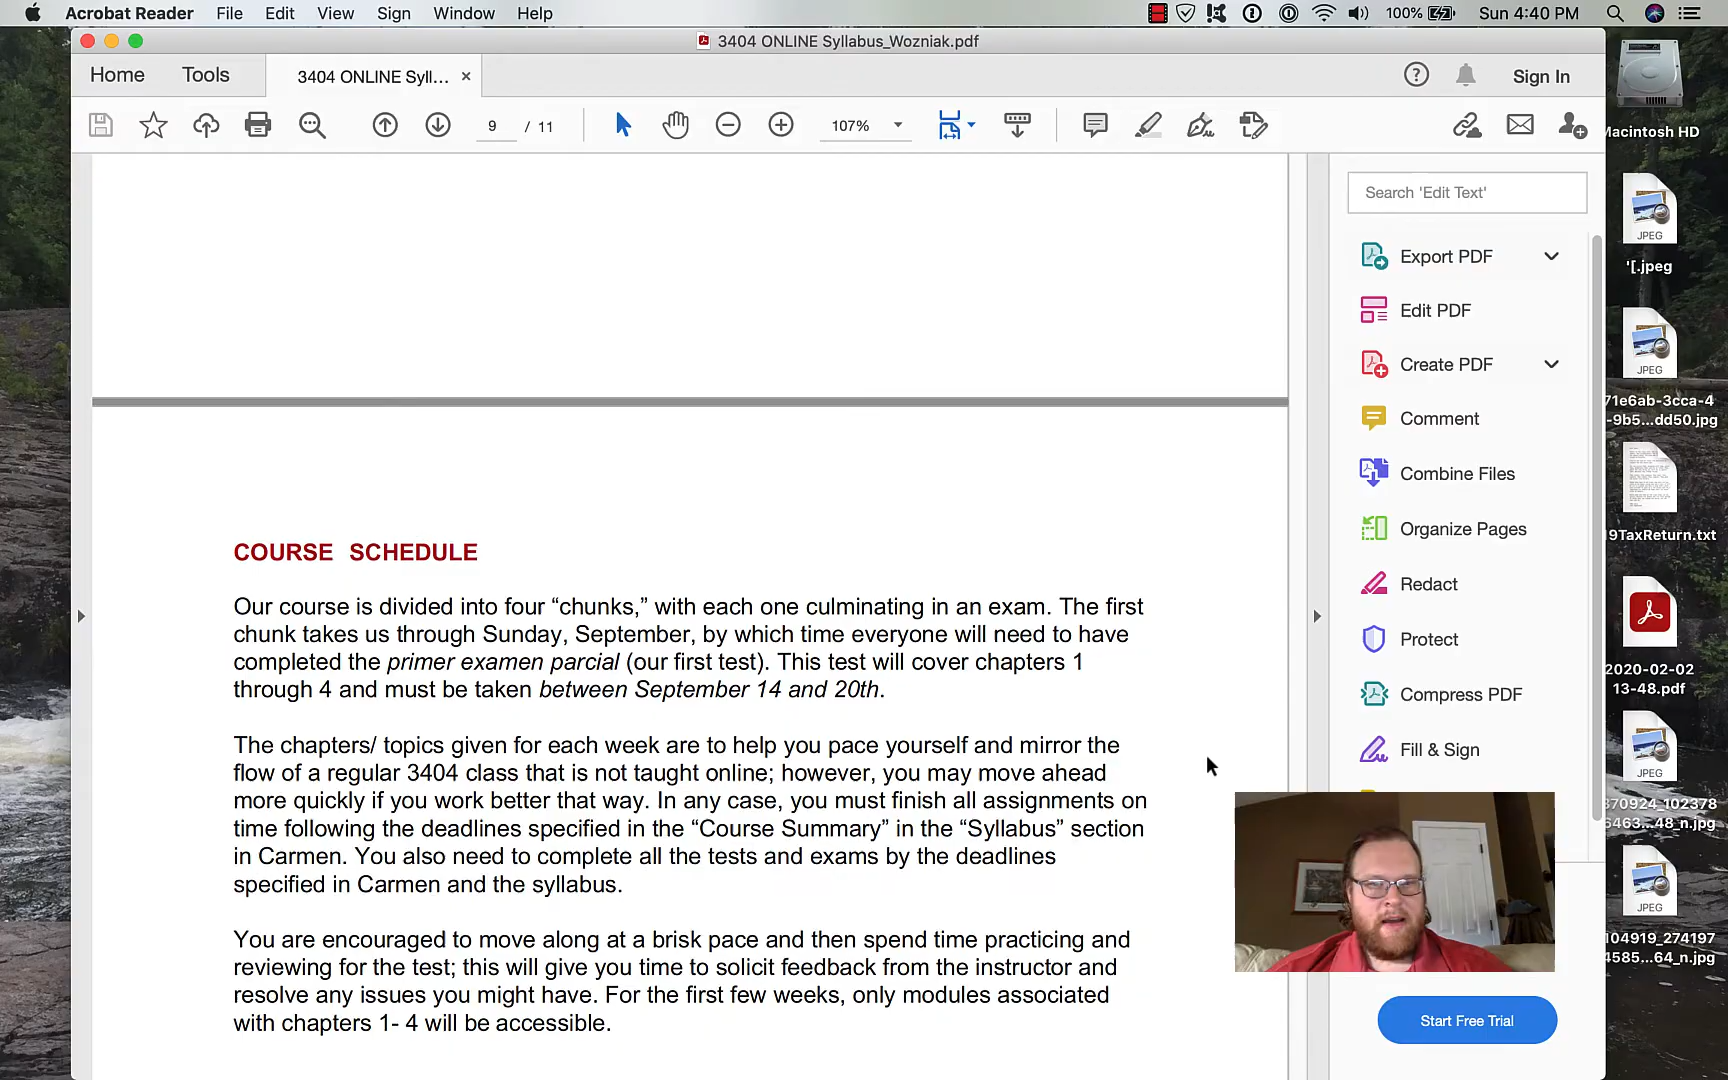 Acrobat Reader File Edit View Sign Window Help 100% Sun 4:40 PM
3404 ONLINE Syllabus_Wozniak.pdf
Home Tools 3404 ONLINE Syll... × Sign In
9 / 11 107%
Macintosh HD
Search 'Edit Text'
Export PDF
Edit PDF
Create PDF
Comment
Combine Files
Organize Pages
Redact
Protect
Compress PDF
Fill & Sign
Start Free Trial
JPEG
'[.jpeg
JPEG
71e6ab-3cca-4
-9b5...dd50.jpg
19TaxReturn.txt
2020-02-02
13-48.pdf
JPEG
370924_102378
6463...48_n.jpg
JPEG
104919_274197
4585...64_n.jpg
COURSE SCHEDULE
Our course is divided into four “chunks,” with each one culminating in an exam. The first
chunk takes us through Sunday, September, by which time everyone will need to have
completed the primer examen parcial (our first test). This test will cover chapters 1
through 4 and must be taken between September 14 and 20th.
The chapters/ topics given for each week are to help you pace yourself and mirror the
flow of a regular 3404 class that is not taught online; however, you may move ahead
more quickly if you work better that way. In any case, you must finish all assignments on
time following the deadlines specified in the “Course Summary” in the “Syllabus” section
in Carmen. You also need to complete all the tests and exams by the deadlines
specified in Carmen and the syllabus.
You are encouraged to move along at a brisk pace and then spend time practicing and
reviewing for the test; this will give you time to solicit feedback from the instructor and
resolve any issues you might have. For the first few weeks, only modules associated
with chapters 1- 4 will be accessible.